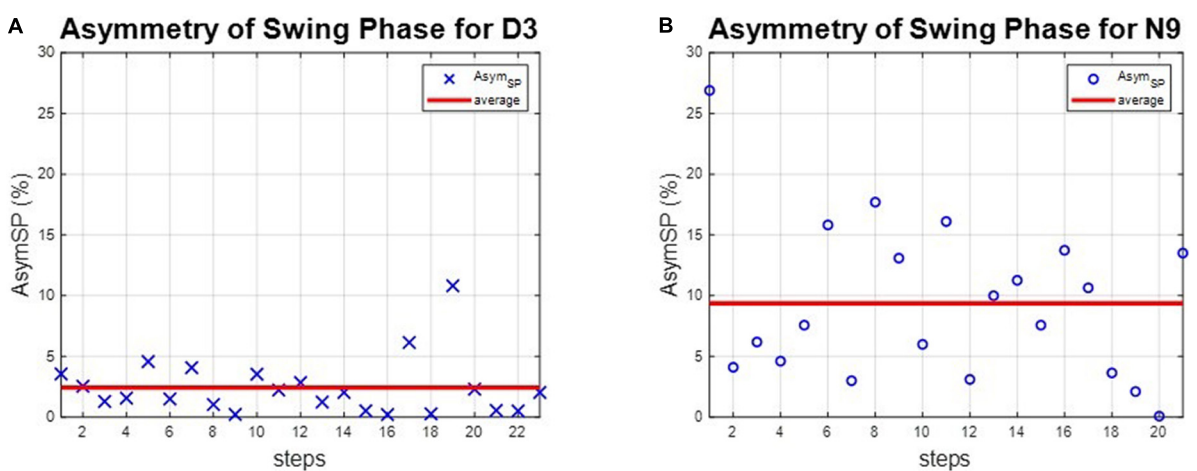 A
Asymmetry of Swing Phase for D3
30
25
20
15
10
5
0
AsymSP (%)
Asym_SP
average
2 4 6 8 10 12 14 16 18 20 22
steps
B
Asymmetry of Swing Phase for N9
30
25
20
15
10
5
0
AsymSP (%)
Asym_SP
average
2 4 6 8 10 12 14 16 18 20
steps